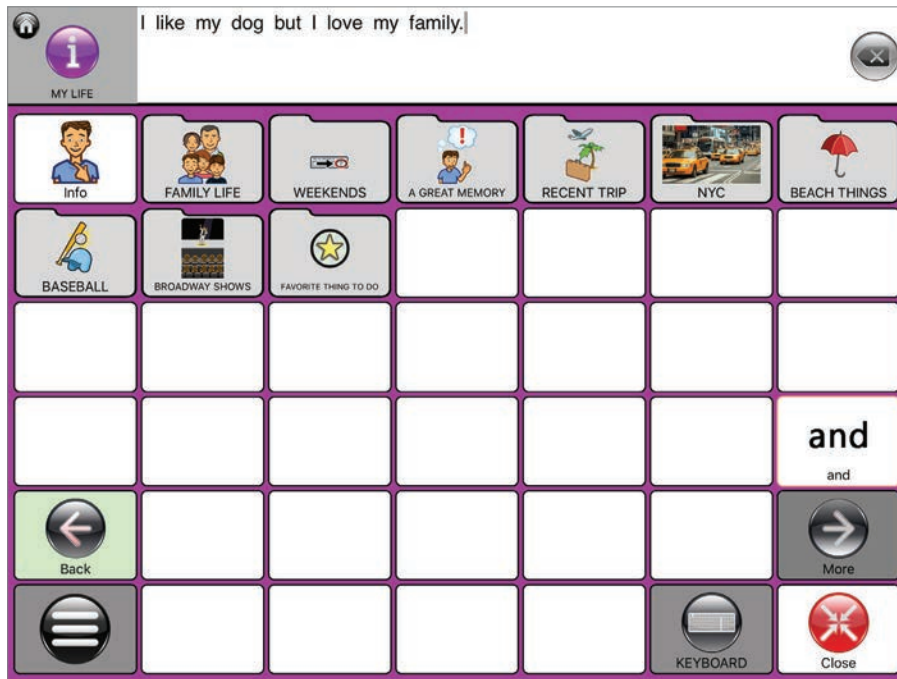 I like my dog but I love my family.
MY LIFE
Info
FAMILY LIFE
WEEKENDS
A GREAT MEMORY
RECENT TRIP
NYC
BEACH THINGS
BASEBALL
BROADWAY SHOWS
FAVORITE THING TO DO
and
and
Back
More
KEYBOARD
Close